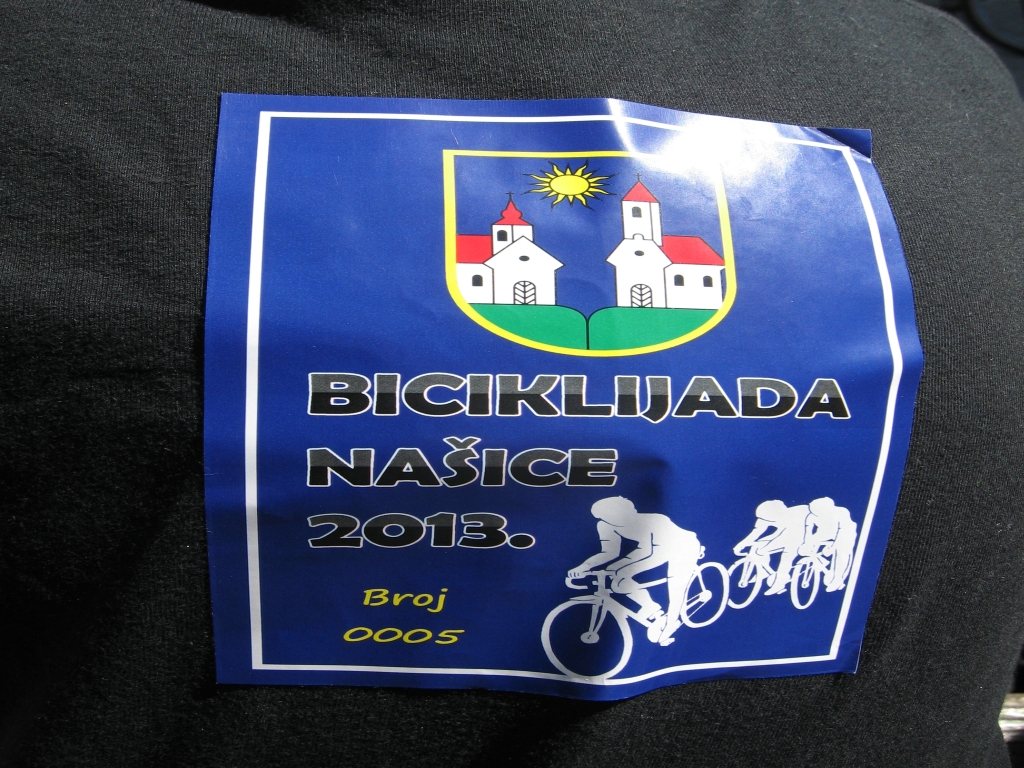 BICIKLIJADA
NAŠICE
2013.
Broj
0005